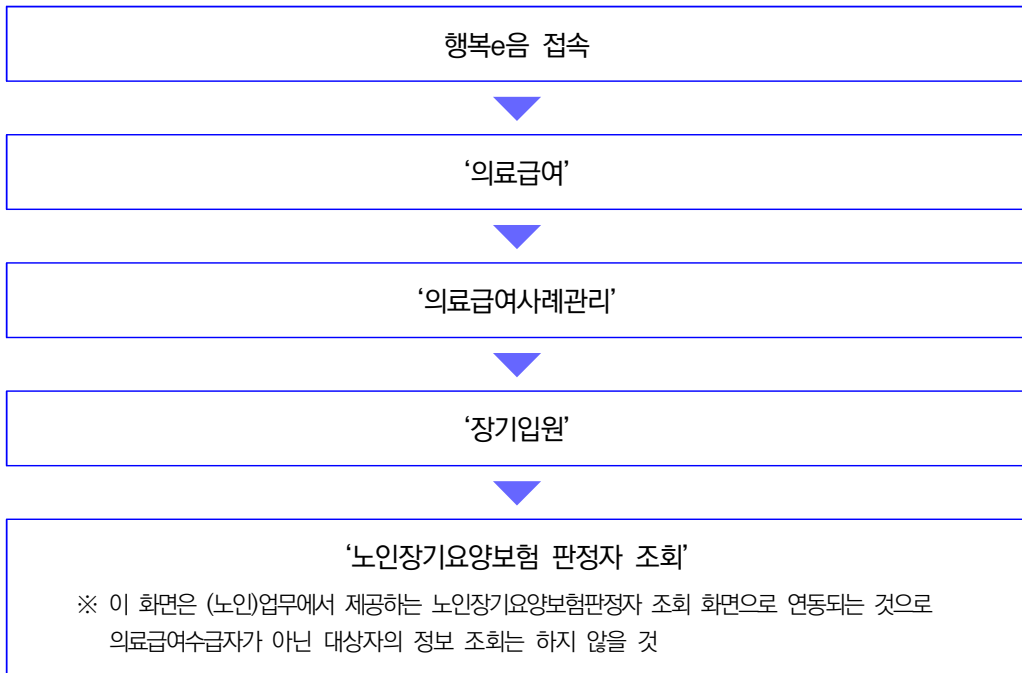 행복e음 접속
‘의료급여’
‘의료급여사례관리’
‘장기입원’
‘노인장기요양보험 판정자 조회’
※ 이 화면은 (노인)업무에서 제공하는 노인장기요양보험판정자 조회 화면으로 연동되는 것으로
의료급여수급자가 아닌 대상자의 정보 조회는 하지 않을 것